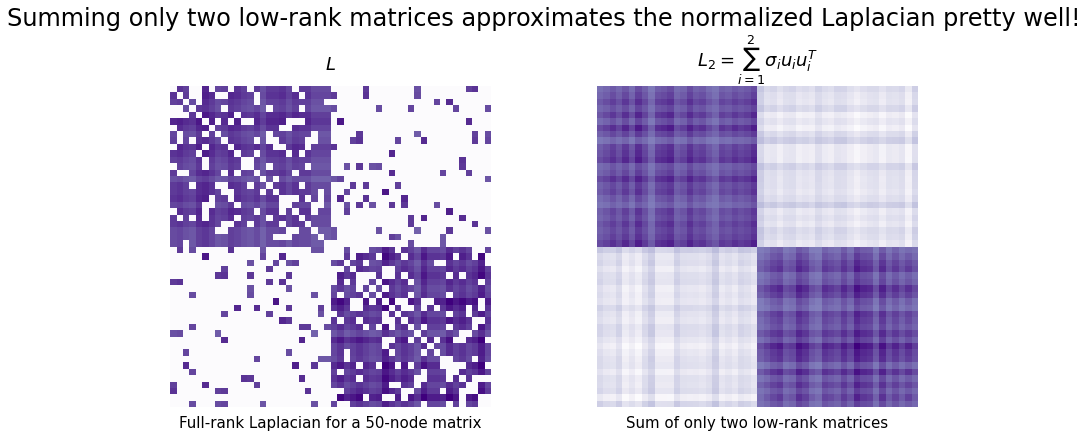 Summing only two low-rank matrices approximates the normalized Laplacian pretty well!
L
L_2 = \sum_{i=1}^{2} σ_i u_i u_i^T
Full-rank Laplacian for a 50-node matrix
Sum of only two low-rank matrices